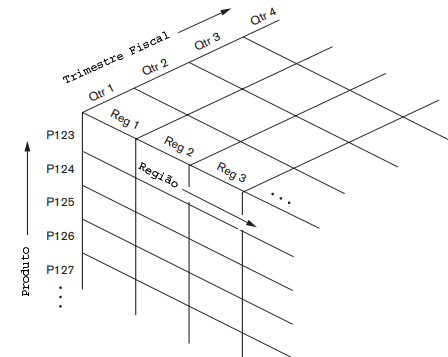 Trimestre Fiscal
Qtr 1
Qtr 2
Qtr 3
Qtr 4
Reg 1
Reg 2
Reg 3
...
Região
P123
P124
P125
P126
P127
Produto